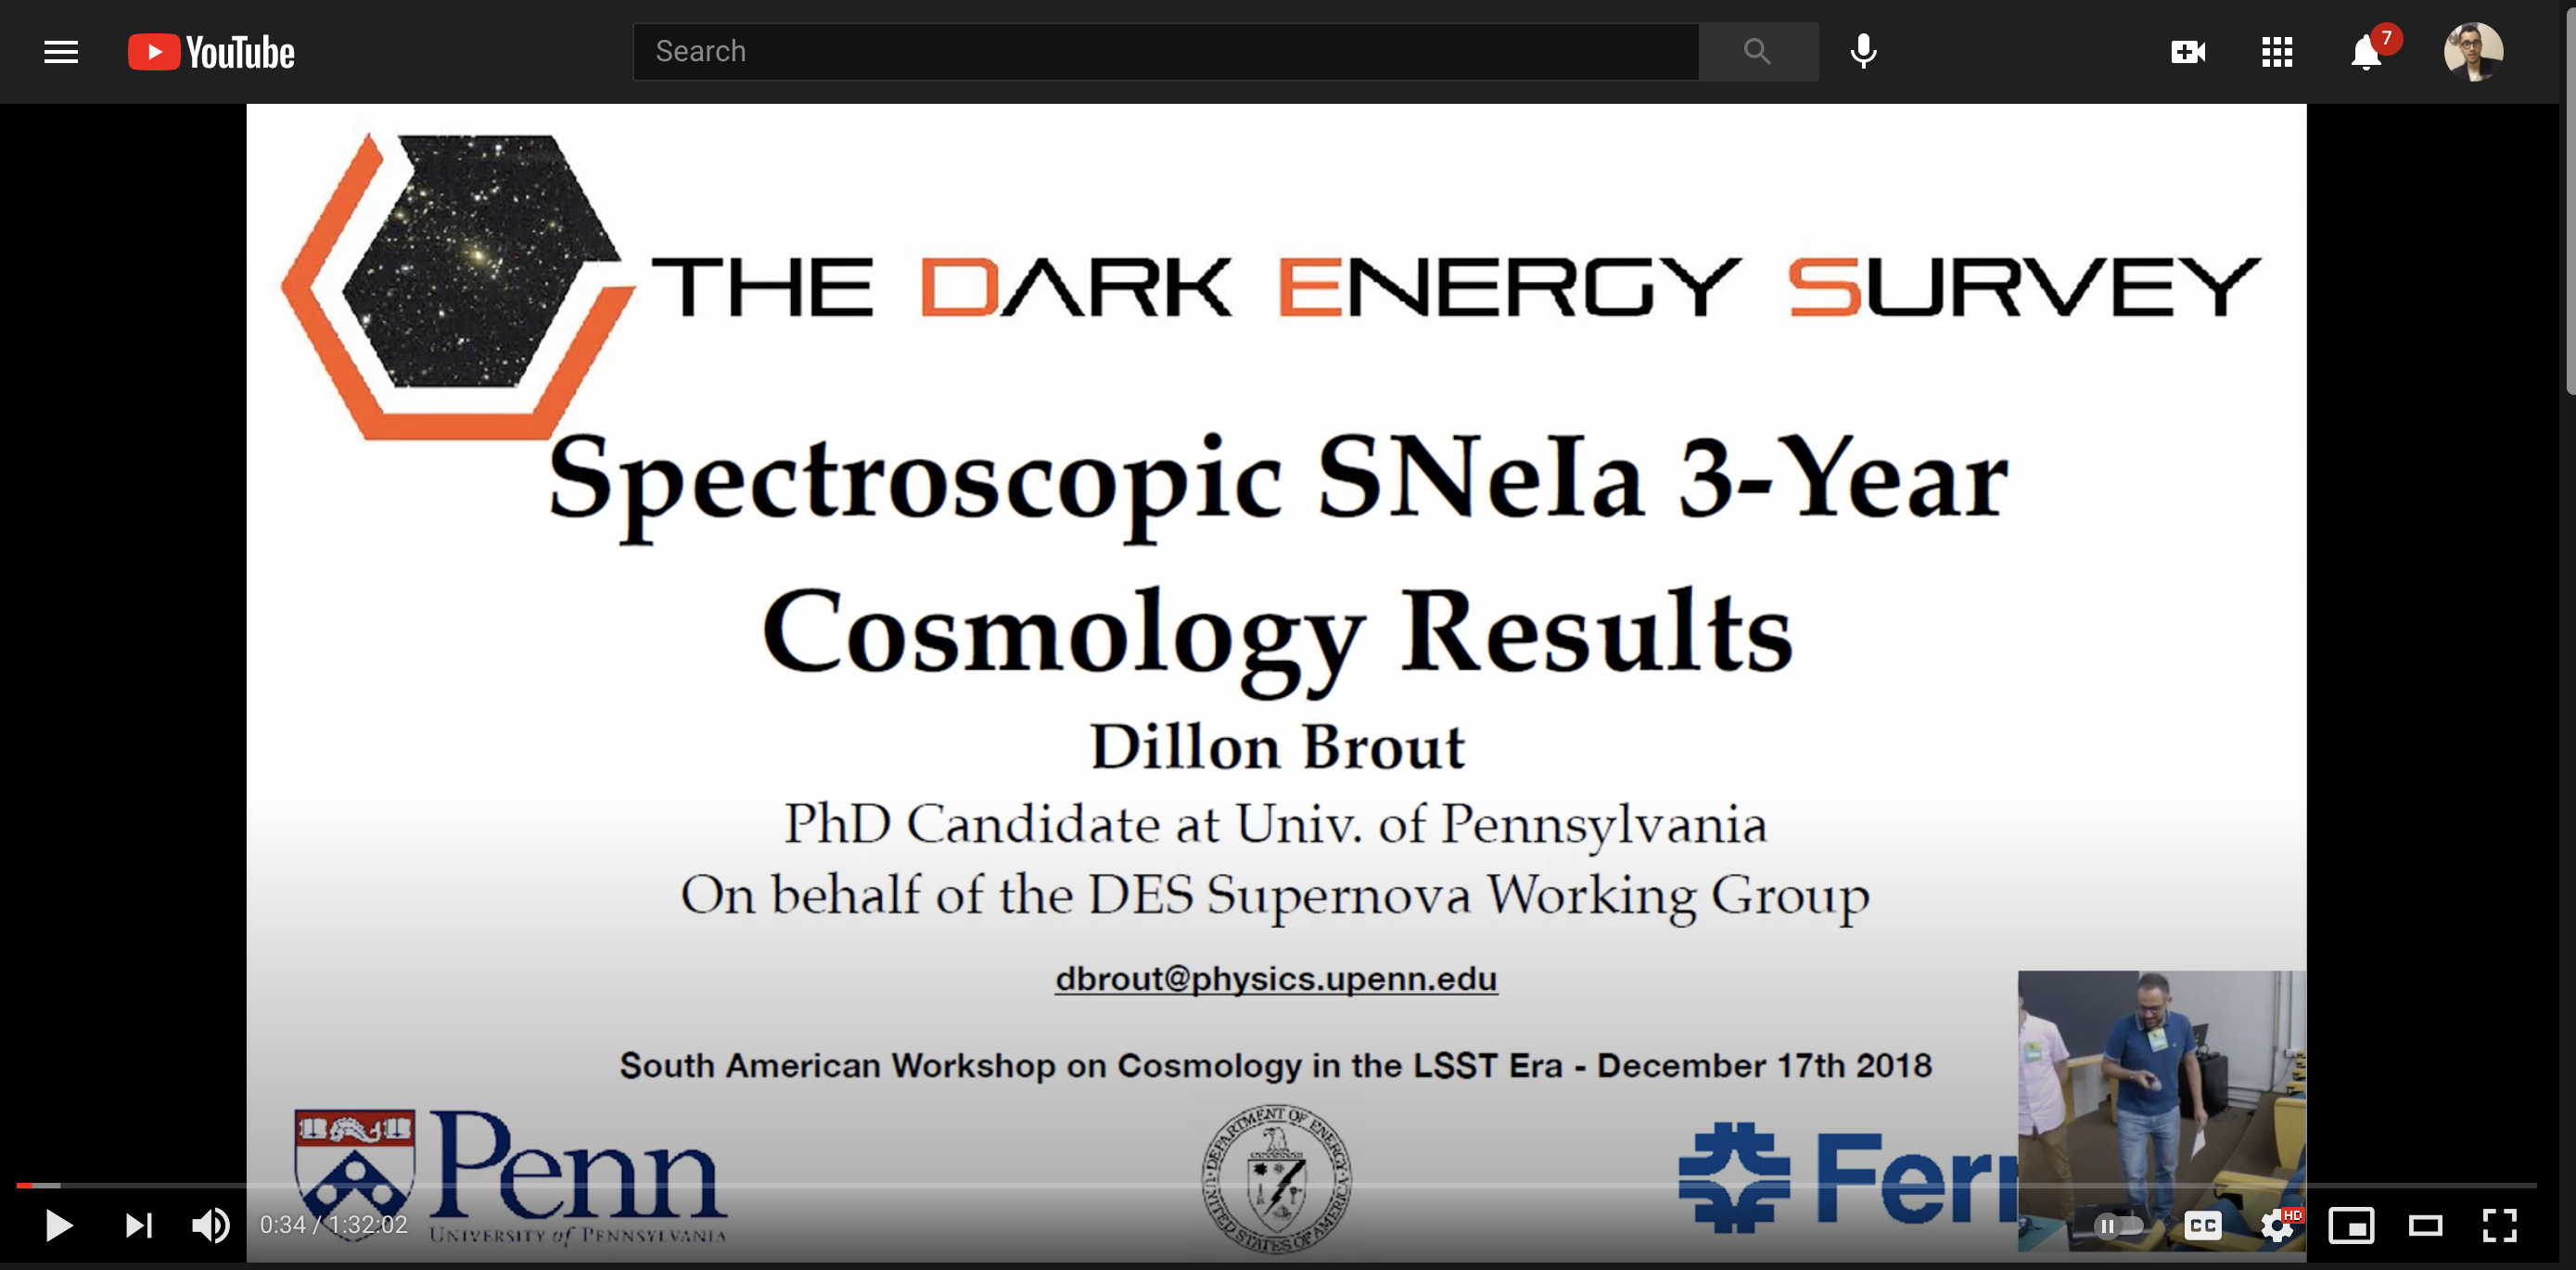 YouTube
Search
7
THE DARK ENERGY SURVEY
Spectroscopic SNeIa 3-Year
Cosmology Results
Dillon Brout
PhD Candidate at Univ. of Pennsylvania
On behalf of the DES Supernova Working Group
dbrout@physics.upenn.edu
South American Workshop on Cosmology in the LSST Era - December 17th 2018
Penn
UNIVERSITY of PENNSYLVANIA
DEPARTMENT OF ENERGY
UNITED STATES OF AMERICA
Fer
0:34 / 1:32:02
CC
HD